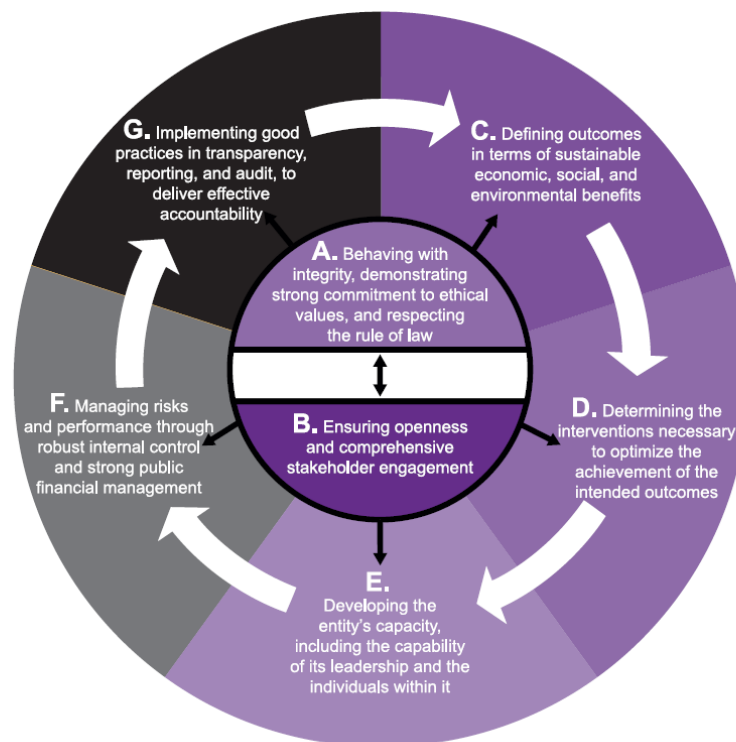 G. Implementing good
practices in transparency,
reporting, and audit, to
deliver effective
accountability
C. Defining outcomes
in terms of sustainable
economic, social, and
environmental benefits
A. Behaving with
integrity, demonstrating
strong commitment to ethical
values, and respecting
the rule of law
B. Ensuring openness
and comprehensive
stakeholder engagement
D. Determining the
interventions necessary
to optimize the
achievement of the
intended outcomes
E.
Developing the
entity's capacity,
including the capability
of its leadership and the
individuals within it
F. Managing risks
and performance through
robust internal control
and strong public
financial management